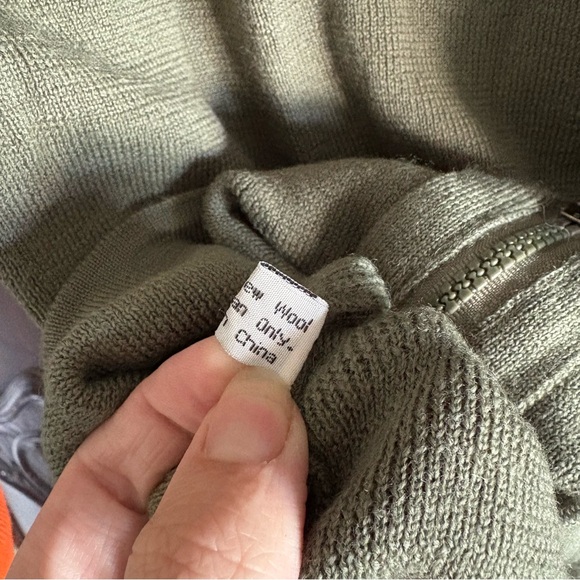 ew Wool
an Only.
n China